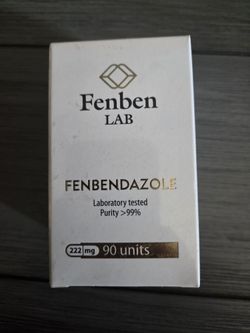 Fenben
LAB
FENBENDAZOLE
Laboratory tested
Purity >99%
222 mg 90 units